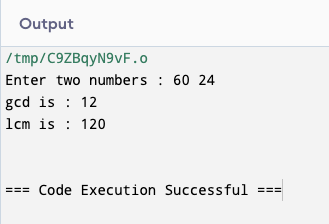 Output
/tmp/C9ZBqyN9vF.o
Enter two numbers : 60 24
gcd is : 12
lcm is : 120
=== Code Execution Successful ===